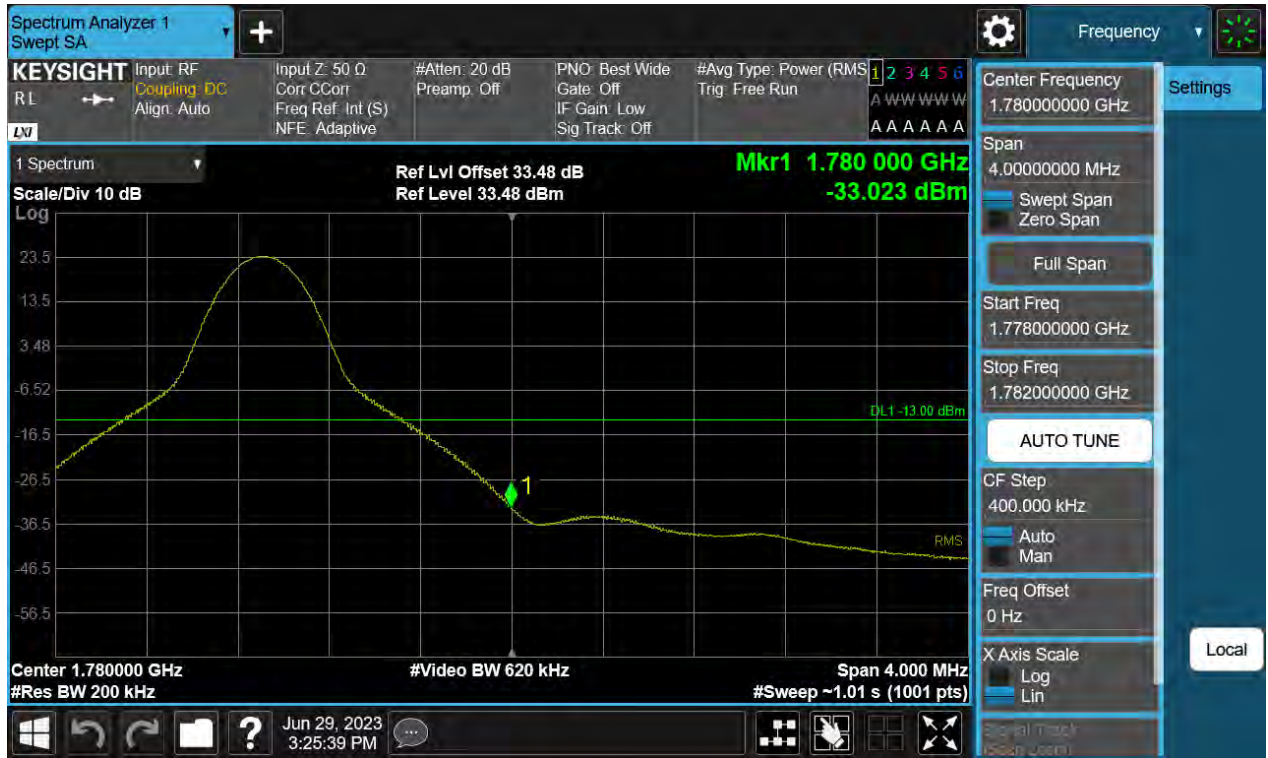 Spectrum Analyzer 1
Swept SA
+
Frequency
KEYSIGHT
RL
LXI
Input: RF
Coupling: DC
Align: Auto
Input Z: 50 Ω
Corr CCorr
Freq Ref: Int (S)
NFE: Adaptive
#Atten: 20 dB
Preamp: Off
PNO: Best Wide
Gate: Off
IF Gain: Low
Sig Track: Off
#Avg Type: Power (RMS
Trig: Free Run
1 2 3 4 5 6
A W W W W W
A A A A A A
1 Spectrum
Scale/Div 10 dB
Log
Ref Lvl Offset 33.48 dB
Ref Level 33.48 dBm
Mkr1 1.780 000 GHz
-33.023 dBm
23.5
13.5
3.48
-6.52
DL1 -13.00 dBm
-16.5
-26.5
1
-36.5
RMS
-46.5
-56.5
Center 1.780000 GHz
#Video BW 620 kHz
Span 4.000 MHz
#Res BW 200 kHz
#Sweep ~1.01 s (1001 pts)
Center Frequency
1.780000000 GHz
Settings
Span
4.00000000 MHz
Swept Span
Zero Span
Full Span
Start Freq
1.778000000 GHz
Stop Freq
1.782000000 GHz
AUTO TUNE
CF Step
400.000 kHz
Auto
Man
Freq Offset
0 Hz
X Axis Scale
Log
Lin
Local
Signal Track
(Span Zoom)
?
Jun 29, 2023
3:25:39 PM